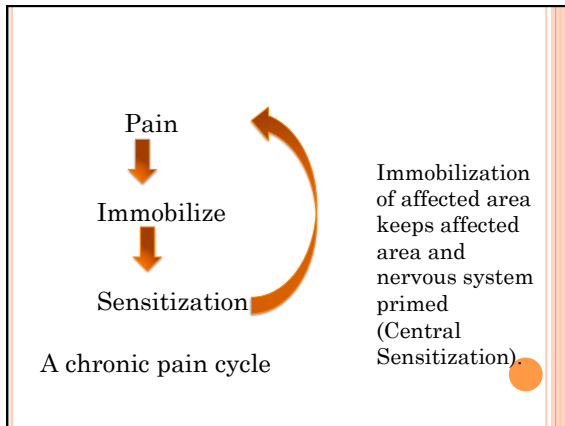 Pain
Immobilize
Sensitization
A chronic pain cycle
Immobilization
of affected area
keeps affected
area and
nervous system
primed
(Central
Sensitization).